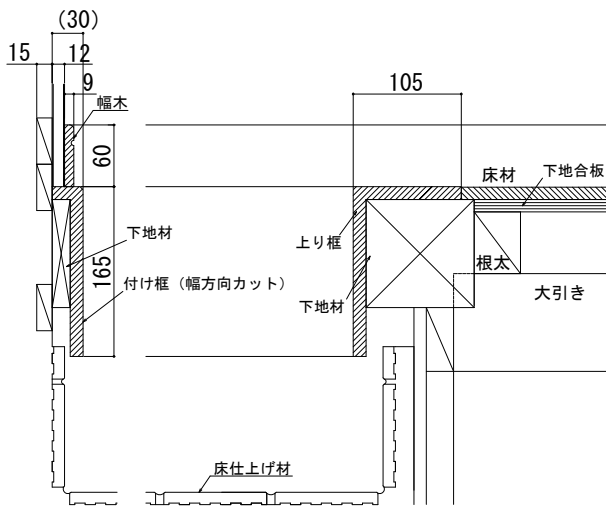 (30)
15
12
9
幅木
105
60
床材
下地合板
下地材
上り框
165
付け框（幅方向カット）
根太
下地材
大引き
床仕上げ材